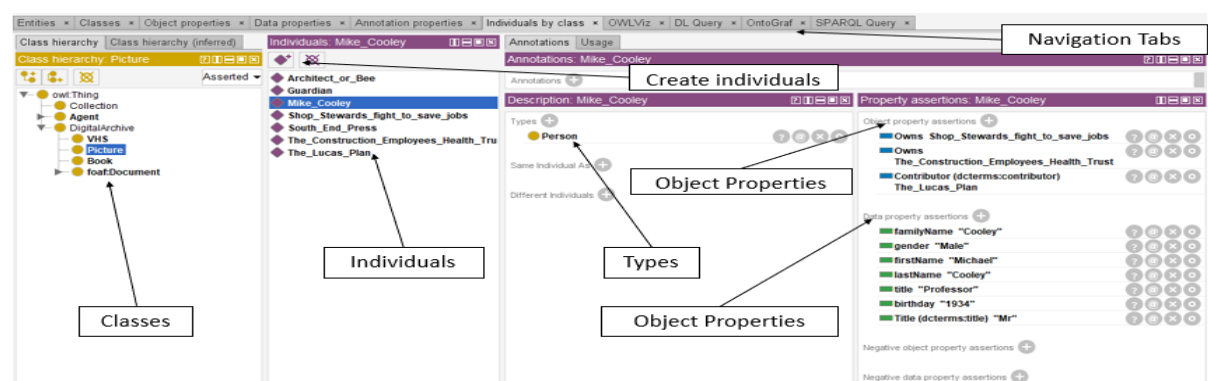 Entities × Classes × Object properties × Data properties × Annotation properties × Individuals by class × OWLViz × DL Query × OntoGraf × SPARQL Query ×
Navigation Tabs
Class hierarchy Class hierarchy (inferred)
Class hierarchy: Picture
Asserted
owl:Thing
Collection
Agent
DigitalArchive
VHS
Picture
Book
foaf:Document
Classes
Individuals: Mike_Cooley
Create individuals
Architect_or_Bee
Guardian
Mike_Cooley
Shop_Stewards_fight_to_save_jobs
South_End_Press
The_Construction_Employees_Health_Tru
The_Lucas_Plan
Individuals
Annotations Usage
Annotations: Mike_Cooley
Annotations
Description: Mike_Cooley
Types
Person
Same Individual As
Different Individuals
Object Properties
Types
Object Properties
Property assertions: Mike_Cooley
Object property assertions
Owns Shop_Stewards_fight_to_save_jobs
Owns
The_Construction_Employees_Health_Trust
Contributor (dcterms:contributor)
The_Lucas_Plan
Data property assertions
familyName "Cooley"
gender "Male"
firstName "Michael"
lastName "Cooley"
title "Professor"
birthday "1934"
Title (dcterms:title) "Mr"
Negative object property assertions
Negative data property assertions